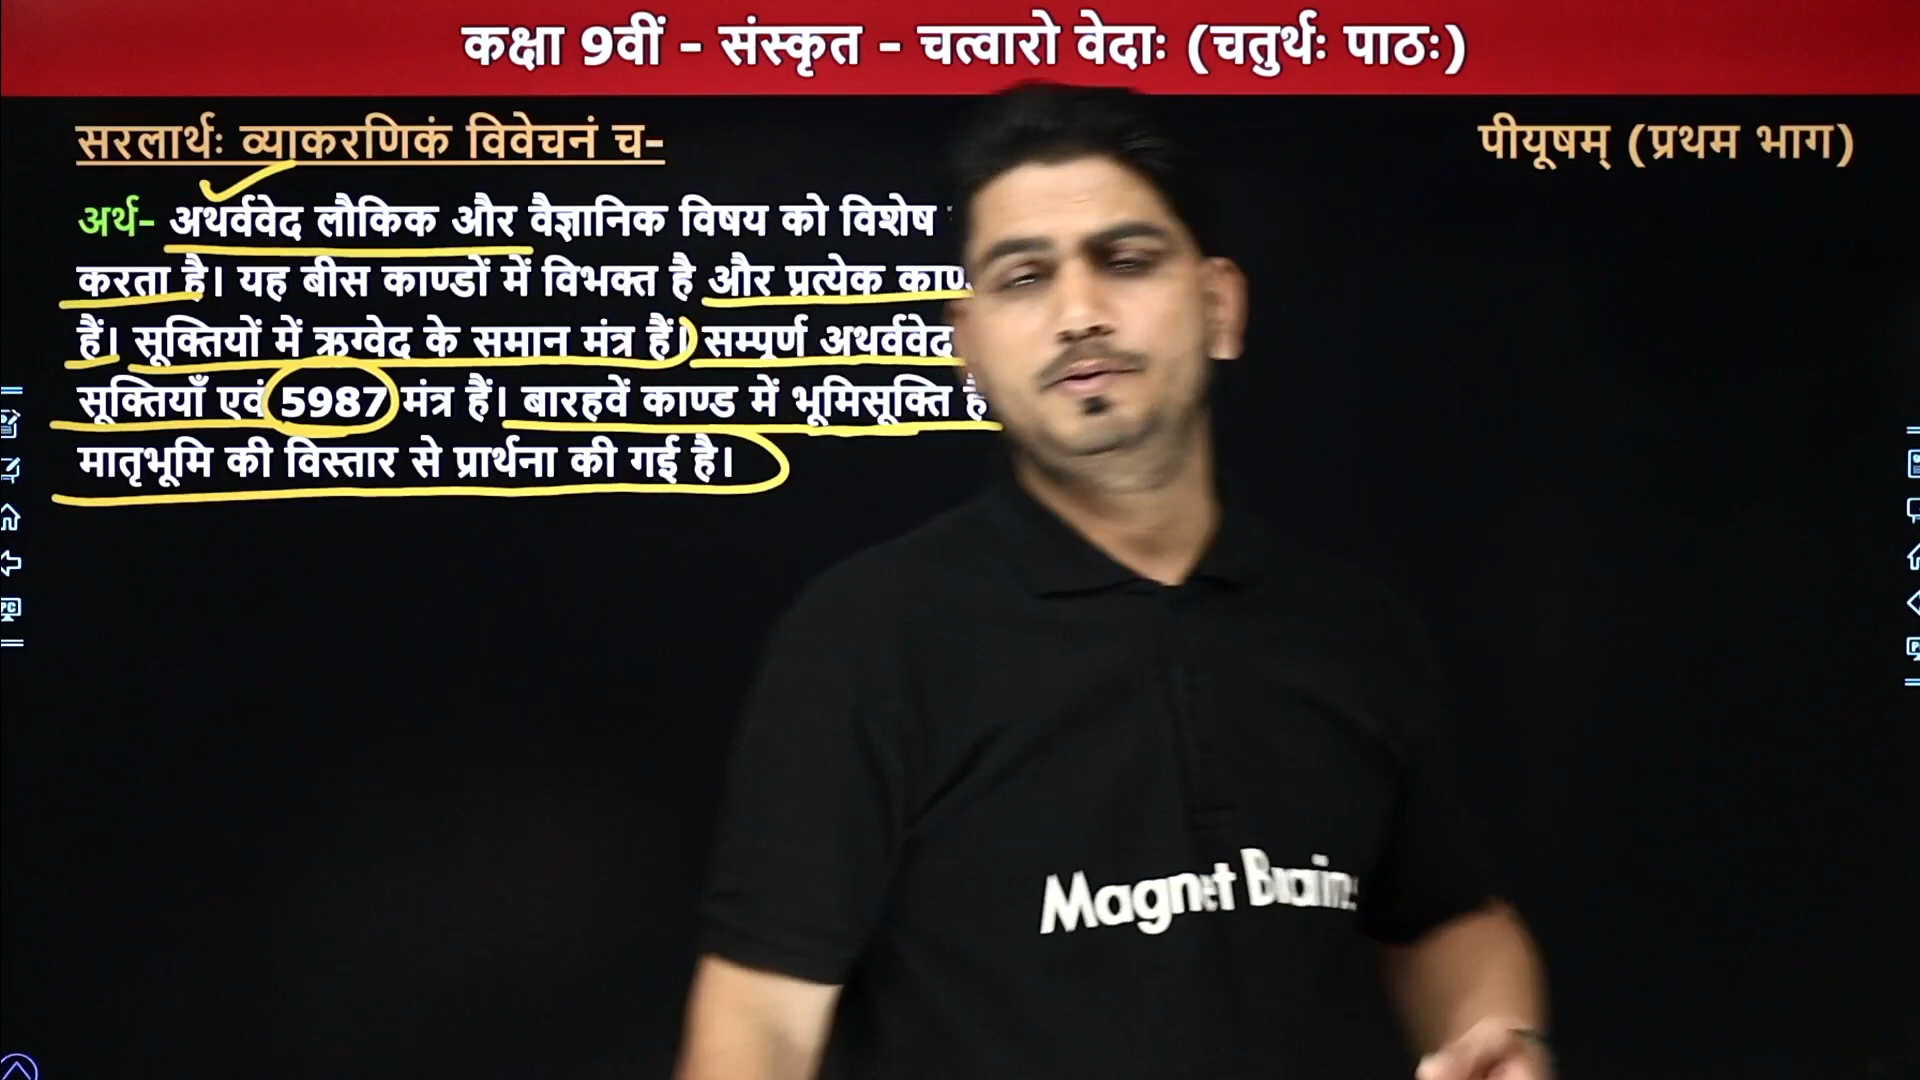 कक्षा 9वीं - संस्कृत - चत्वारो वेदाः (चतुर्थः पाठः)
सरलार्थः व्याकरणिकं विवेचनं च-
पीयूषम् (प्रथम भाग)
अर्थ- अथर्ववेद लौकिक और वैज्ञानिक विषय को विशेष
करता है। यह बीस काण्डों में विभक्त है और प्रत्येक
हैं। सूक्तियों में ऋग्वेद के समान मंत्र हैं। सम्पूर्ण अथर्ववेद
सूक्तियाँ एवं 5987 मंत्र हैं। बारहवें काण्ड में भूमिसूक्ति है
मातृभूमि की विस्तार से प्रार्थना की गई है।
Magnet Brains